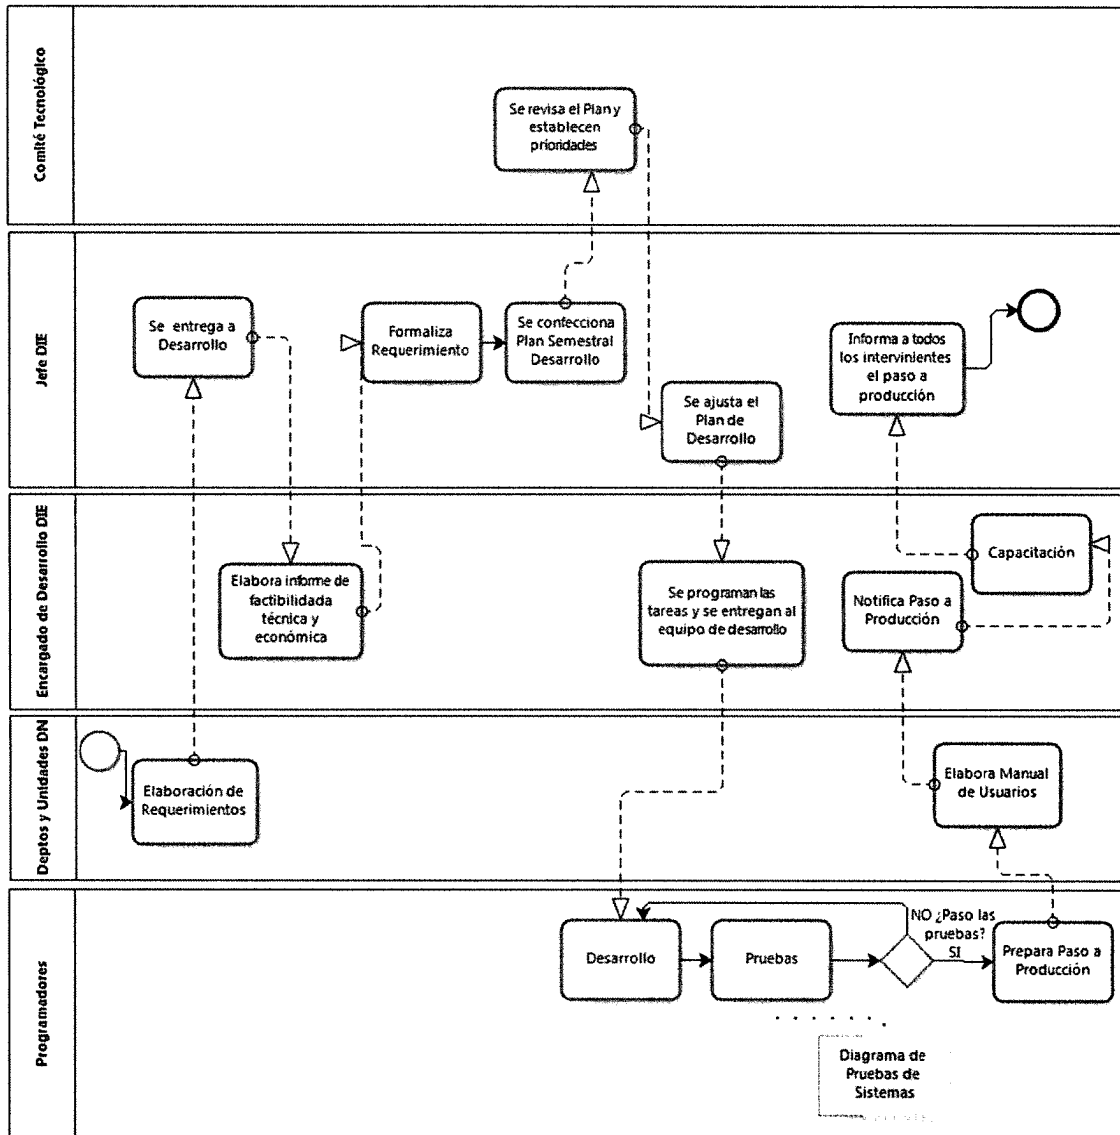 Comité Tecnológico
Se revisa el Plan y
establecen
prioridades
Jefe DIE
Se entrega a
Desarrollo
Formaliza
Requerimiento
Se confecciona
Plan Semestral
Desarrollo
Se ajusta el
Plan de
Desarrollo
Informa a todos
los intervinientes
el paso a
producción
Encargado de Desarrollo DIE
Elabora informe de
factibilidada
técnica y
económica
Se programan las
tareas y se entregan al
equipo de desarrollo
Notifica Paso a
Producción
Capacitación
Deptos y Unidades DN
Elaboración de
Requerimientos
Elabora Manual
de Usuarios
Programadores
Desarrollo
Pruebas
NO ¿Paso las
pruebas?
SI
Prepara Paso a
Producción
Diagrama de
Pruebas de
Sistemas